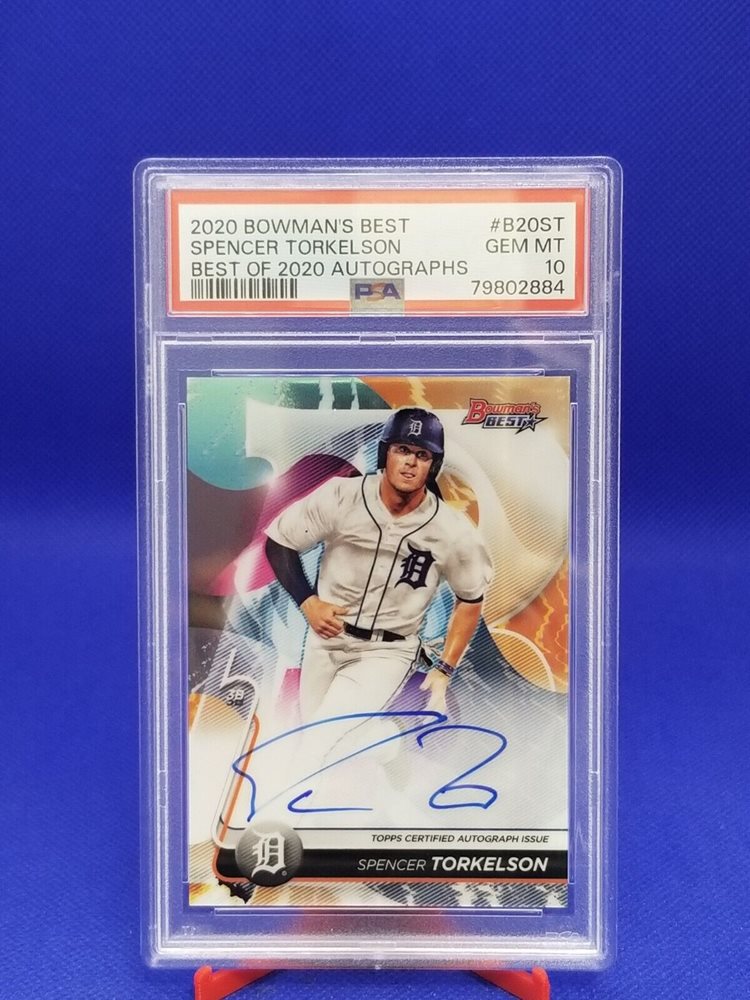 2020 BOWMAN'S BEST #B20ST
SPENCER TORKELSON GEM MT
BEST OF 2020 AUTOGRAPHS 10
PSA 79802884
Bowman's
BEST
D
D
3B
TOPPS CERTIFIED AUTOGRAPH ISSUE
D
SPENCER TORKELSON